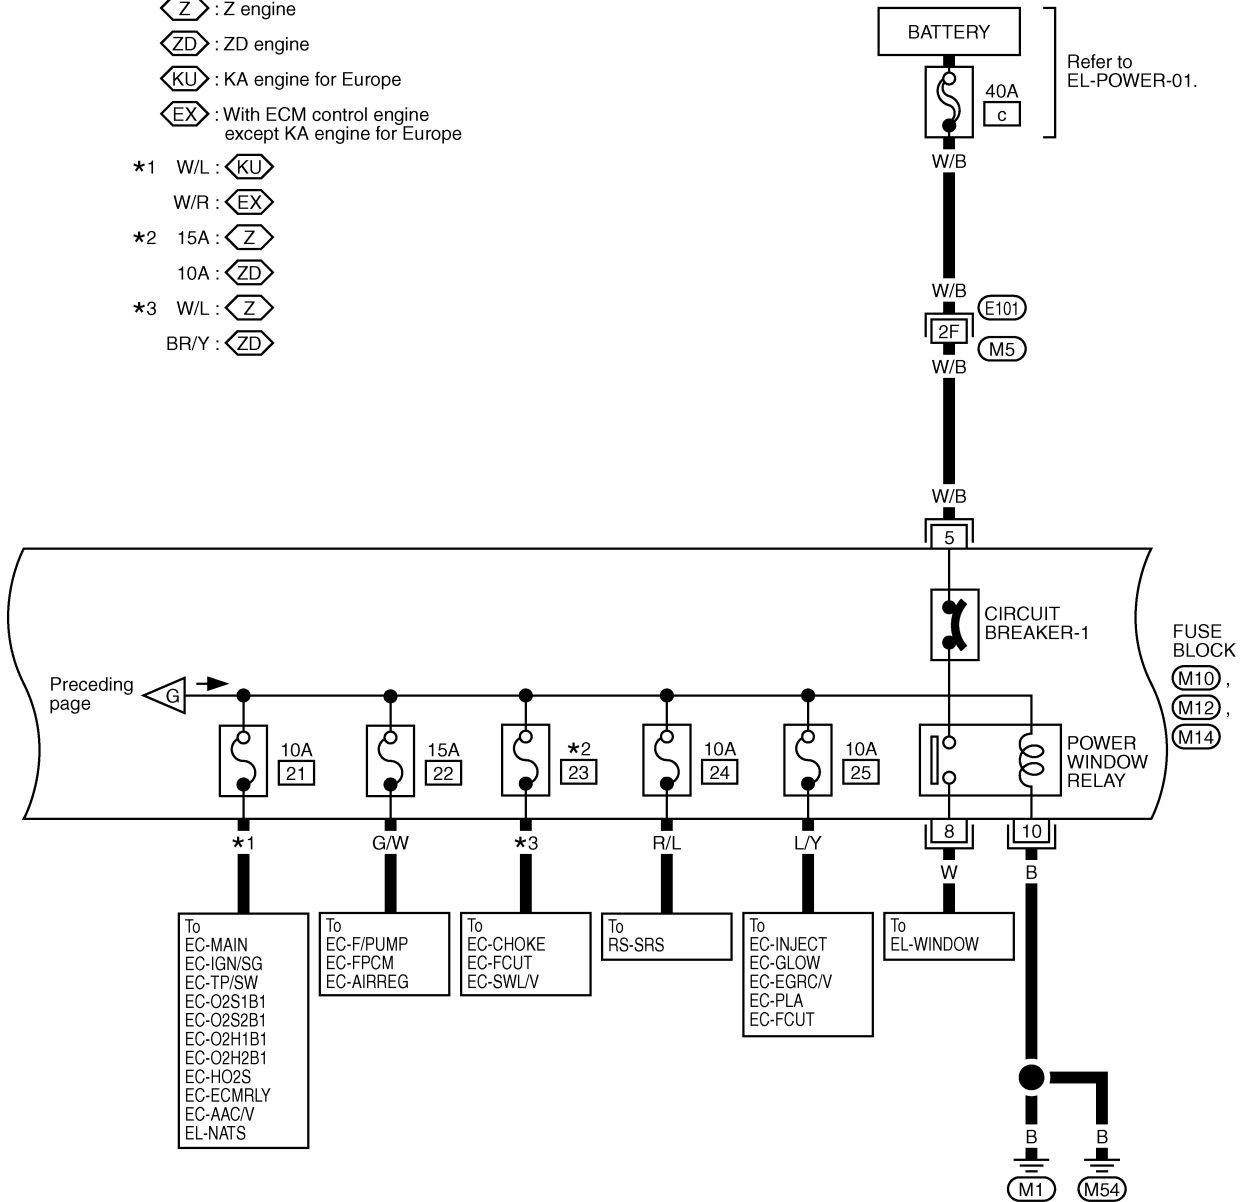 Z : Z engine
ZD : ZD engine
KU : KA engine for Europe
EX : With ECM control engine
except KA engine for Europe
*1 W/L : KU
W/R : EX
*2 15A : Z
10A : ZD
*3 W/L : Z
BR/Y : ZD
BATTERY
40A
c
Refer to
EL-POWER-01.
W/B
W/B
E101
2F
M5
W/B
W/B
5
CIRCUIT
BREAKER-1
FUSE
BLOCK
M10 ,
M12 ,
M14
Preceding
page
G
10A
21
15A
22
*2
23
10A
24
10A
25
POWER
WINDOW
RELAY
8
10
*1
G/W
*3
R/L
L/Y
W
B
To
EC-MAIN
EC-IGN/SG
EC-TP/SW
EC-O2S1B1
EC-O2S2B1
EC-O2H1B1
EC-O2H2B1
EC-HO2S
EC-ECMRLY
EC-AAC/V
EL-NATS
To
EC-F/PUMP
EC-FPCM
EC-AIRREG
To
EC-CHOKE
EC-FCUT
EC-SWL/V
To
RS-SRS
To
EC-INJECT
EC-GLOW
EC-EGRC/V
EC-PLA
EC-FCUT
To
EL-WINDOW
B
B
M1
M54